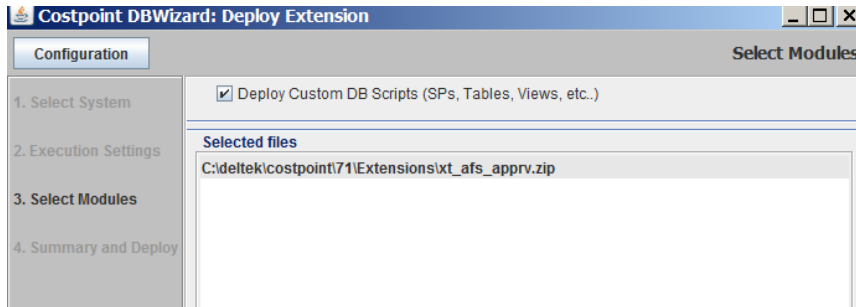 Costpoint DBWizard: Deploy Extension
Configuration
Select Modules
1. Select System
Deploy Custom DB Scripts (SPs, Tables, Views, etc..)
2. Execution Settings
Selected files
C:\deltek\costpoint\71\Extensions\xt_afs_apprv.zip
3. Select Modules
4. Summary and Deploy